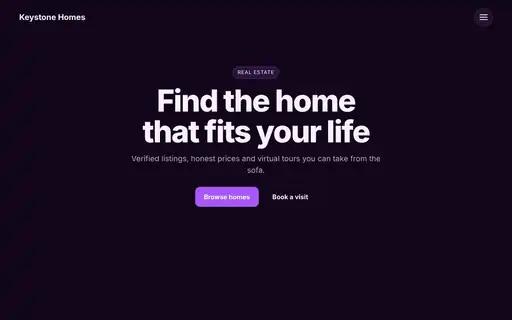 Keystone Homes
REAL ESTATE
Find the home
that fits your life
Verified listings, honest prices and virtual tours you can take from the
sofa.
Browse homes
Book a visit